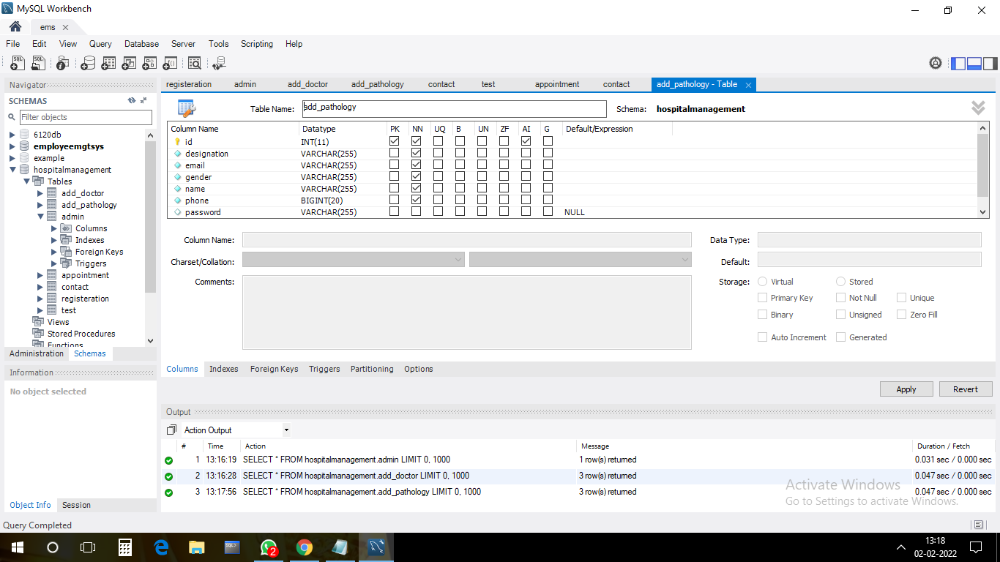 MySQL Workbench
ems
File Edit View Query Database Server Tools Scripting Help
Navigator
SCHEMAS
Filter objects
6120db
employeemgtsys
example
hospitalmanagement
Tables
add_doctor
add_pathology
admin
Columns
Indexes
Foreign Keys
Triggers
appointment
contact
registeration
test
Views
Stored Procedures
Functions
Administration Schemas
Information
No object selected
Object Info Session
registeration admin add_doctor add_pathology contact test appointment contact add_pathology - Table
Table Name: add_pathology Schema: hospitalmanagement
Column Name Datatype PK NN UQ B UN ZF AI G Default/Expression
id INT(11)
designation VARCHAR(255)
email VARCHAR(255)
gender VARCHAR(255)
name VARCHAR(255)
phone BIGINT(20)
password VARCHAR(255) NULL
Column Name: Data Type:
Charset/Collation: Default:
Comments: Storage: Virtual Stored
Primary Key Not Null Unique
Binary Unsigned Zero Fill
Auto Increment Generated
Columns Indexes Foreign Keys Triggers Partitioning Options
Apply Revert
Output
Action Output
# Time Action Message Duration / Fetch
1 13:16:19 SELECT * FROM hospitalmanagement.admin LIMIT 0, 1000 1 row(s) returned 0.031 sec / 0.000 sec
2 13:16:28 SELECT * FROM hospitalmanagement.add_doctor LIMIT 0, 1000 3 row(s) returned 0.047 sec / 0.000 sec
3 13:17:56 SELECT * FROM hospitalmanagement.add_pathology LIMIT 0, 1000 3 row(s) returned 0.047 sec / 0.000 sec
Activate Windows
Go to Settings to activate Windows.
Query Completed
2
13:18
02-02-2022